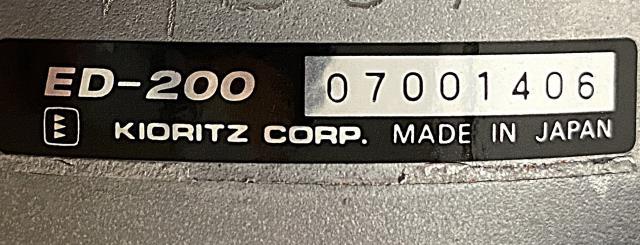 ED-200 07001406
KIORITZ CORP. MADE IN JAPAN